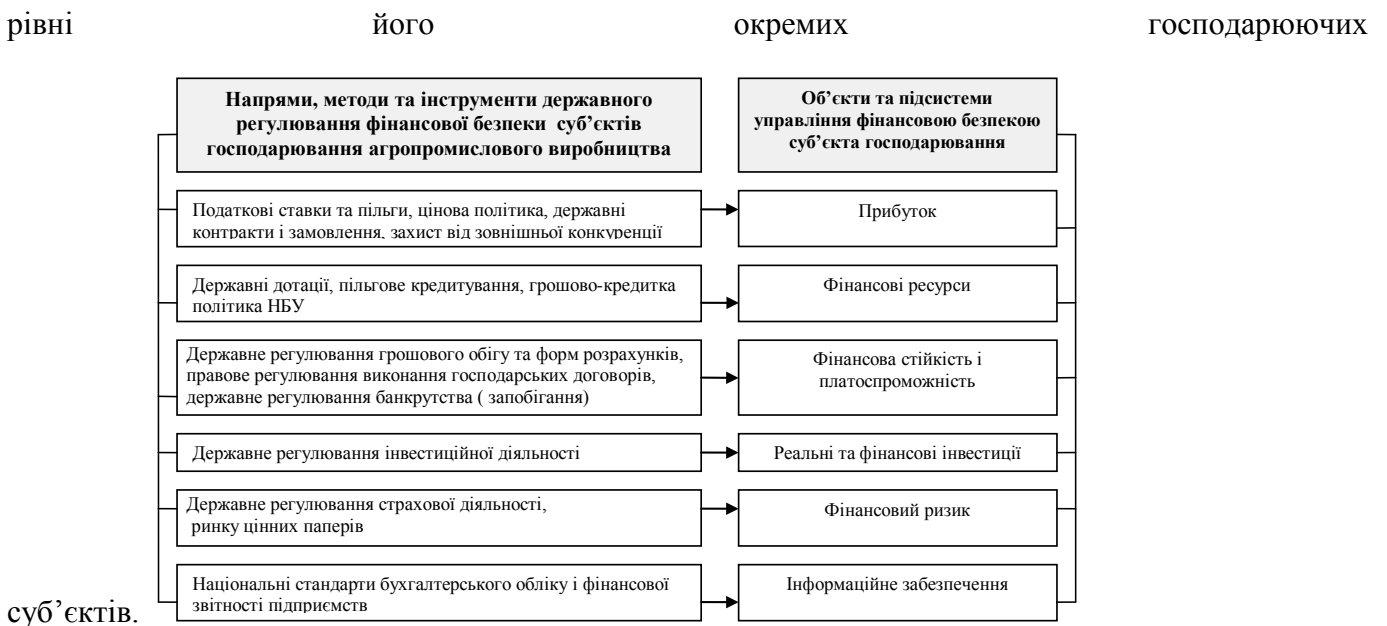 рівні його окремих господарюючих
Напрями, методи та інструменти державного
регулювання фінансової безпеки суб’єктів
господарювання агропромислового виробництва
Об’єкти та підсистеми
управління фінансовою безпекою
суб’єкта господарювання
Податкові ставки та пільги, цінова політика, державні
контракти і замовлення, захист від зовнішньої конкуренції
Прибуток
Державні дотації, пільгове кредитування, грошово-кредитка
політика НБУ
Фінансові ресурси
Державне регулювання грошового обігу та форм розрахунків,
правове регулювання виконання господарських договорів,
державне регулювання банкрутства ( запобігання)
Фінансова стійкість і
платоспроможність
Державне регулювання інвестиційної діяльності
Реальні та фінансові інвестиції
Державне регулювання страхової діяльності,
ринку цінних паперів
Фінансовий ризик
Національні стандарти бухгалтерського обліку і фінансової
звітності підприємств
Інформаційне забезпечення
суб’єктів.